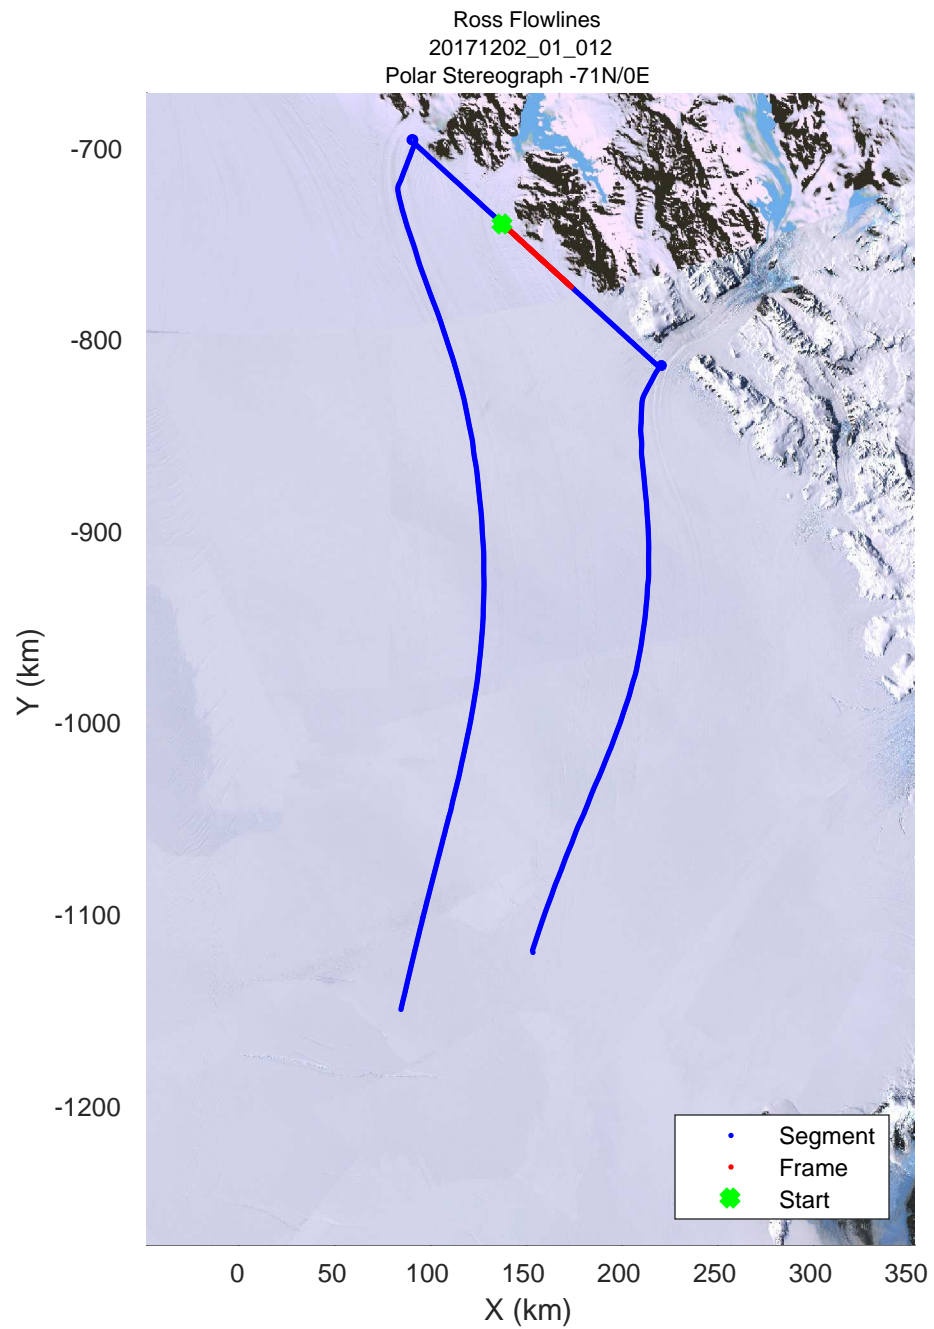 Ross Flowlines
20171202_01_012
Polar Stereograph -71N/0E
-700
-800
-900
-1000
-1100
-1200
Y (km)
0 50 100 150 200 250 300 350
X (km)
Segment
Frame
Start